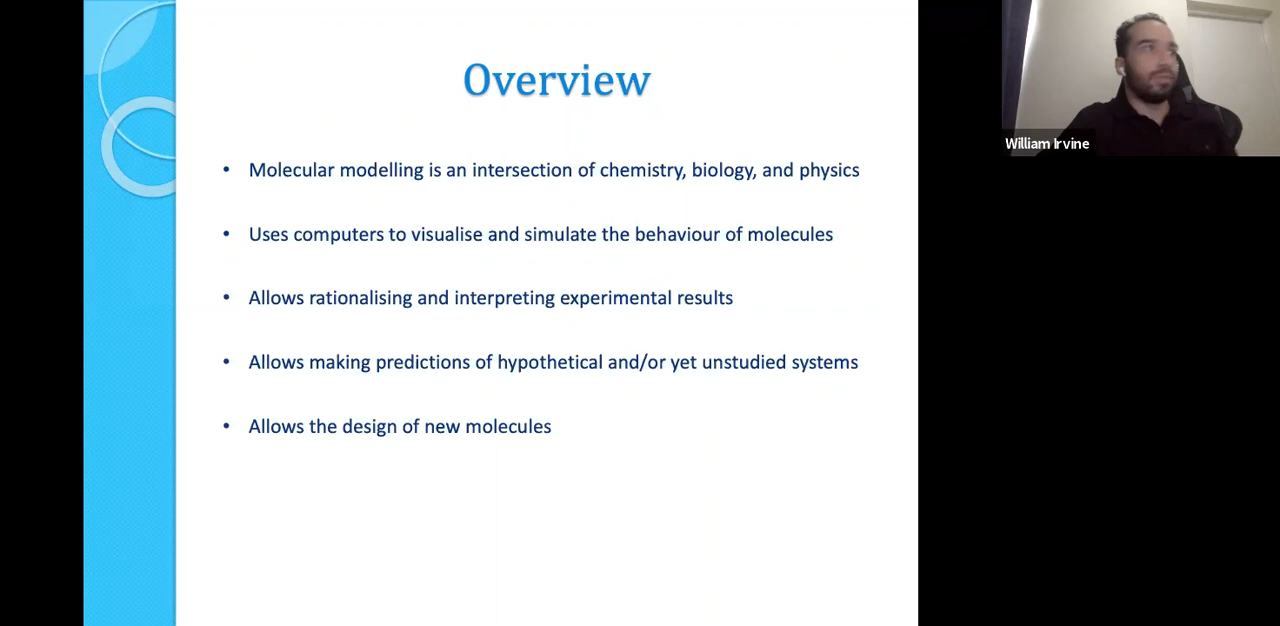 Overview
• Molecular modelling is an intersection of chemistry, biology, and physics
• Uses computers to visualise and simulate the behaviour of molecules
• Allows rationalising and interpreting experimental results
• Allows making predictions of hypothetical and/or yet unstudied systems
• Allows the design of new molecules
William Irvine